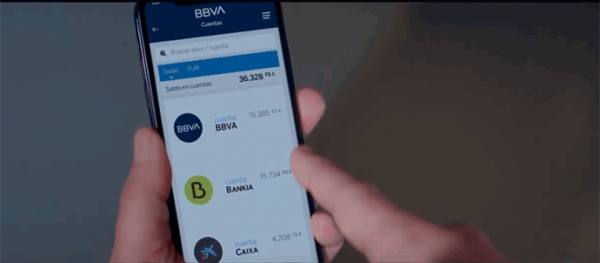 BBVA
Cuentas
Buscar alias / cuenta
Todas EUR
Saldo en cuentas 36.328
BBVA cuenta 16.385
BBVA
cuenta 15.734
BANKIA
cuenta 4.208
CAIXA